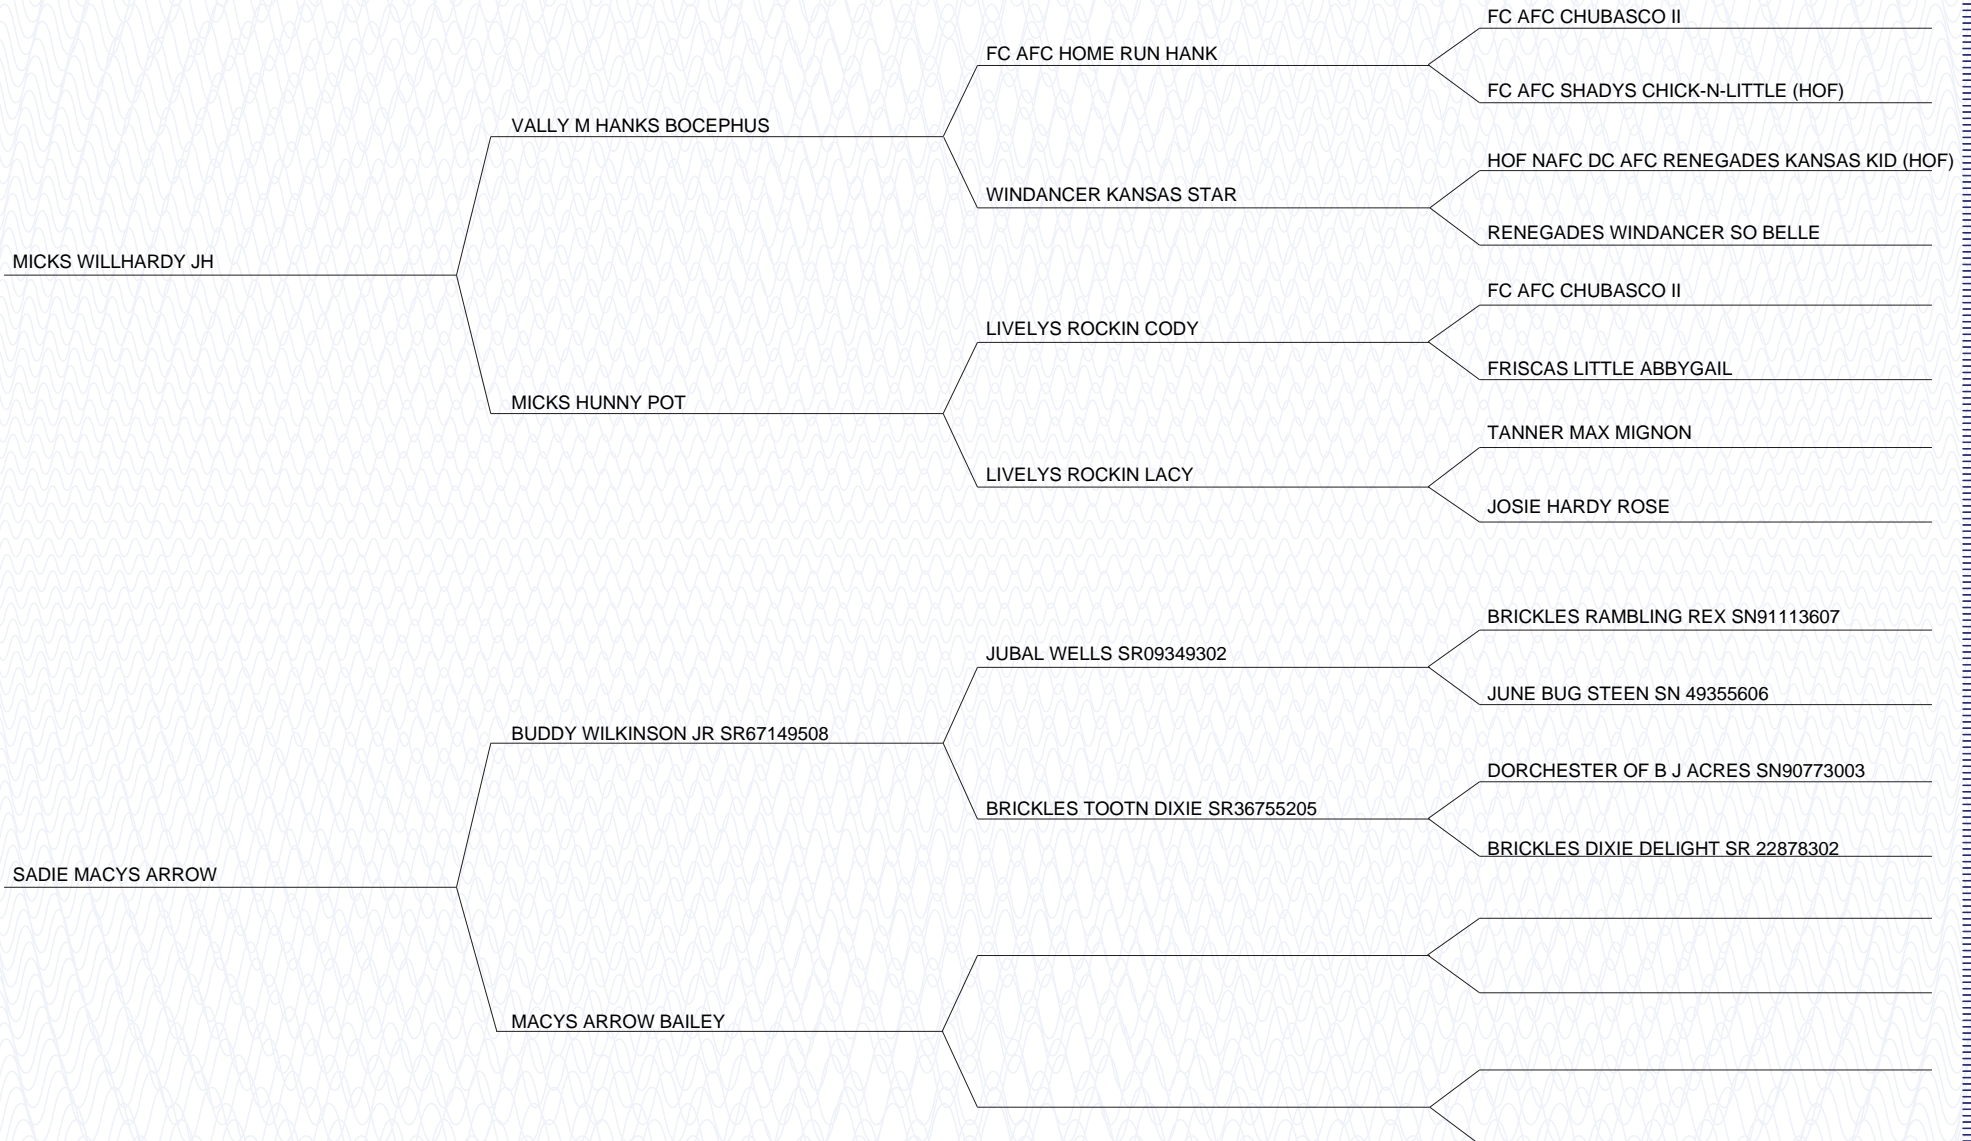 FC AFC CHUBASCO II
FC AFC HOME RUN HANK
FC AFC SHADYS CHICK-N-LITTLE (HOF)
VALLY M HANKS BOCEPHUS
HOF NAFC DC AFC RENEGADES KANSAS KID (HOF)
WINDANCER KANSAS STAR
RENEGADES WINDANCER SO BELLE
MICKS WILLHARDY JH
FC AFC CHUBASCO II
LIVELYS ROCKIN CODY
FRISCAS LITTLE ABBYGAIL
MICKS HUNNY POT
TANNER MAX MIGNON
LIVELYS ROCKIN LACY
JOSIE HARDY ROSE
BRICKLES RAMBLING REX SN91113607
JUBAL WELLS SR09349302
JUNE BUG STEEN SN 49355606
BUDDY WILKINSON JR SR67149508
DORCHESTER OF B J ACRES SN90773003
BRICKLES TOOTN DIXIE SR36755205
BRICKLES DIXIE DELIGHT SR 22878302
SADIE MACYS ARROW
MACYS ARROW BAILEY